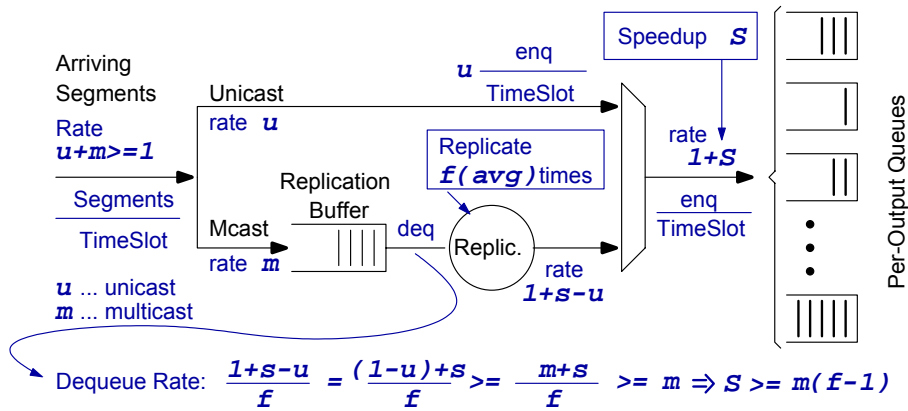 Arriving
Segments
Rate
u+m>=1
Segments
TimeSlot
Unicast
rate u
u enq
TimeSlot
Speedup S
Replicate
f(avg) times
Replication
Buffer
Mcast
rate m
deq
Replic.
rate
1+s-u
rate
1+S
enq
TimeSlot
Per-Output Queues
u ... unicast
m ... multicast
Dequeue Rate: 1+s-u/f = (1-u)+s/f >= m+s/f >= m ⇒ S >= m(f-1)